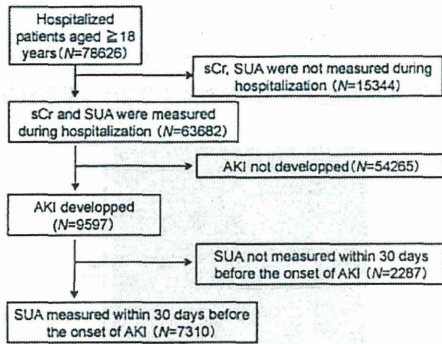 Hospitalized
patients aged ≧18
years (N=78626)
sCr, SUA were not measured during
hospitalization (N=15344)
sCr and SUA were measured
during hospitalization (N=63682)
AKI not developped (N=54265)
AKI developped
(N=9597)
SUA not measured within 30 days
before the onset of AKI (N=2287)
SUA measured within 30 days before
the onset of AKI (N=7310)